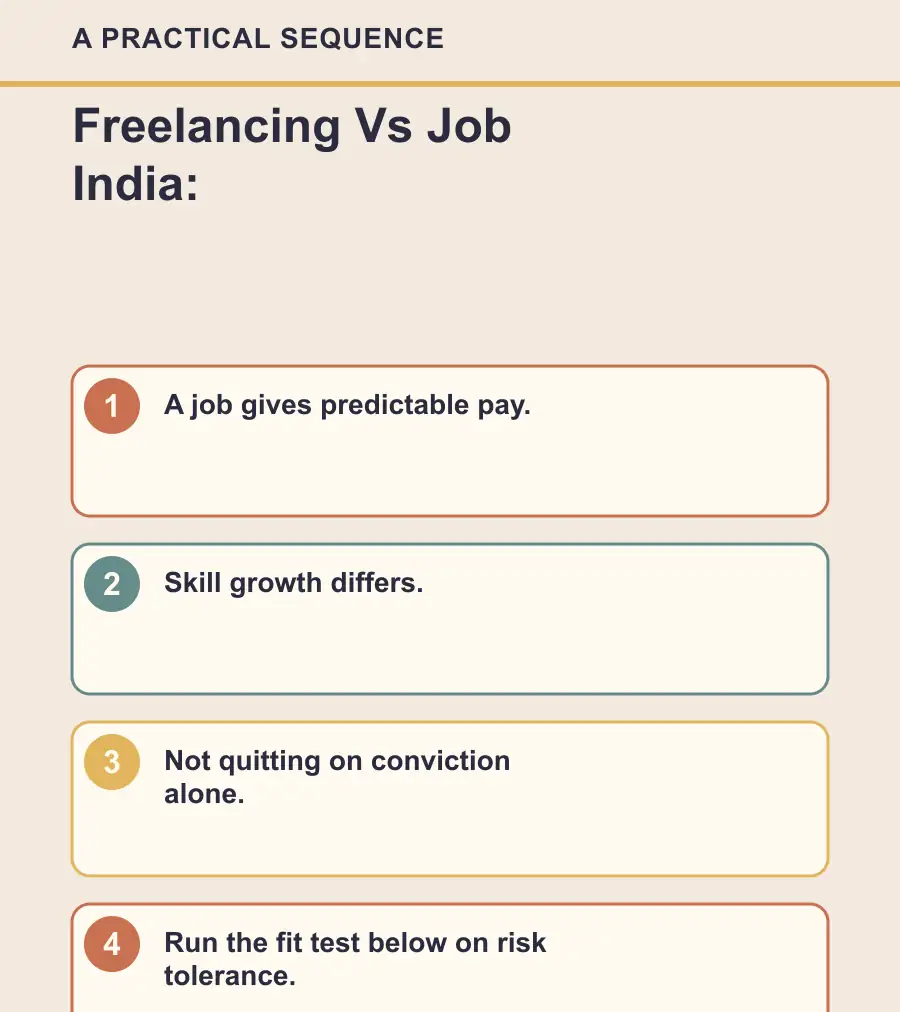 A PRACTICAL SEQUENCE
Freelancing Vs Job
India:
1
A job gives predictable pay.
2
Skill growth differs.
3
Not quitting on conviction
alone.
4
Run the fit test below on risk
tolerance.